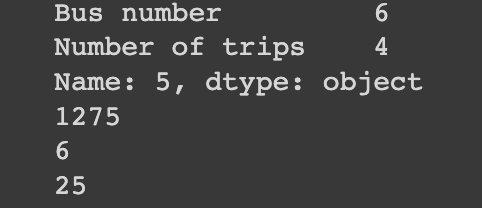 Bus number 6
Number of trips 4
Name: 5, dtype: object
1275
6
25